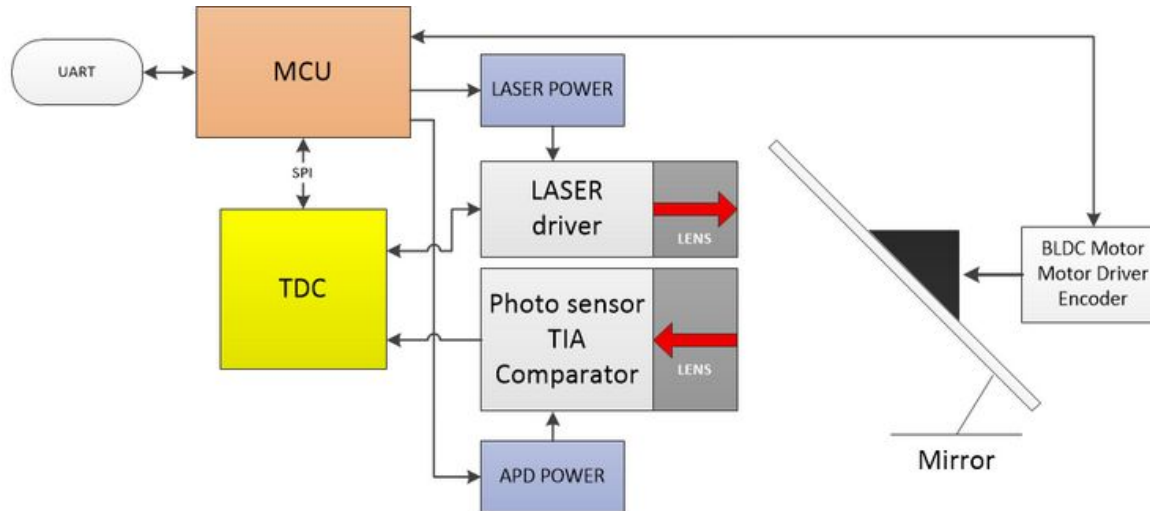 UART
MCU
LASER POWER
SPI
LASER
driver
LENS
TDC
Photo sensor
TIA
Comparator
LENS
APD POWER
BLDC Motor
Motor Driver
Encoder
Mirror